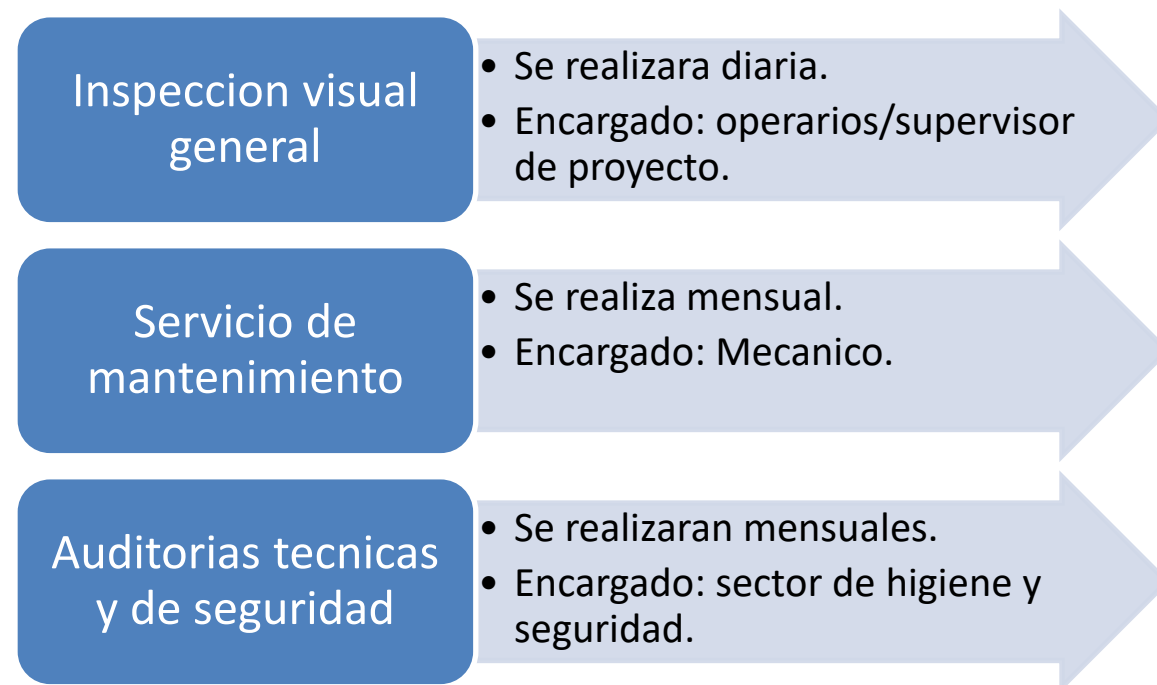 Inspeccion visual
general
• Se realizara diaria.
• Encargado: operarios/supervisor
de proyecto.
Servicio de
mantenimiento
• Se realiza mensual.
• Encargado: Mecanico.
Auditorias tecnicas
y de seguridad
• Se realizaran mensuales.
• Encargado: sector de higiene y
seguridad.